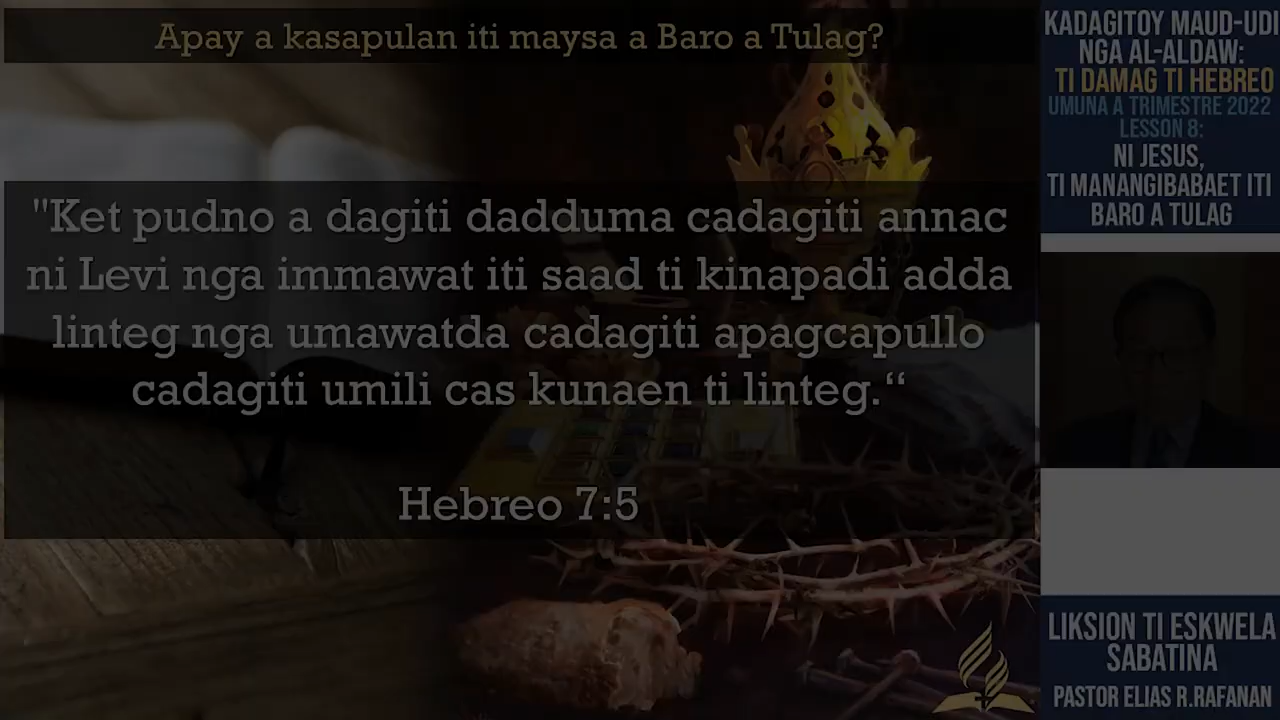 Apay a kasapulan iti maysa a Baro a Tulag?
"Ket pudno a dagiti dadduma cadagiti annac
ni Levi nga immawat iti saad ti kinapadi adda
linteg nga umawatda cadagiti apagcapullo
cadagiti umili cas kunaen ti linteg.“
Hebreo 7:5
KADAGITOY MAUD-UDI
NGA AL-ALDAW:
TI DAMAG TI HEBREO
UMUNA A TRIMESTRE 2022
LESSON 8:
NI JESUS,
TI MANANGIBABAET ITI
BARO A TULAG
LIKSION TI ESKWELA
SABATINA
PASTOR ELIAS R.RAFANAN